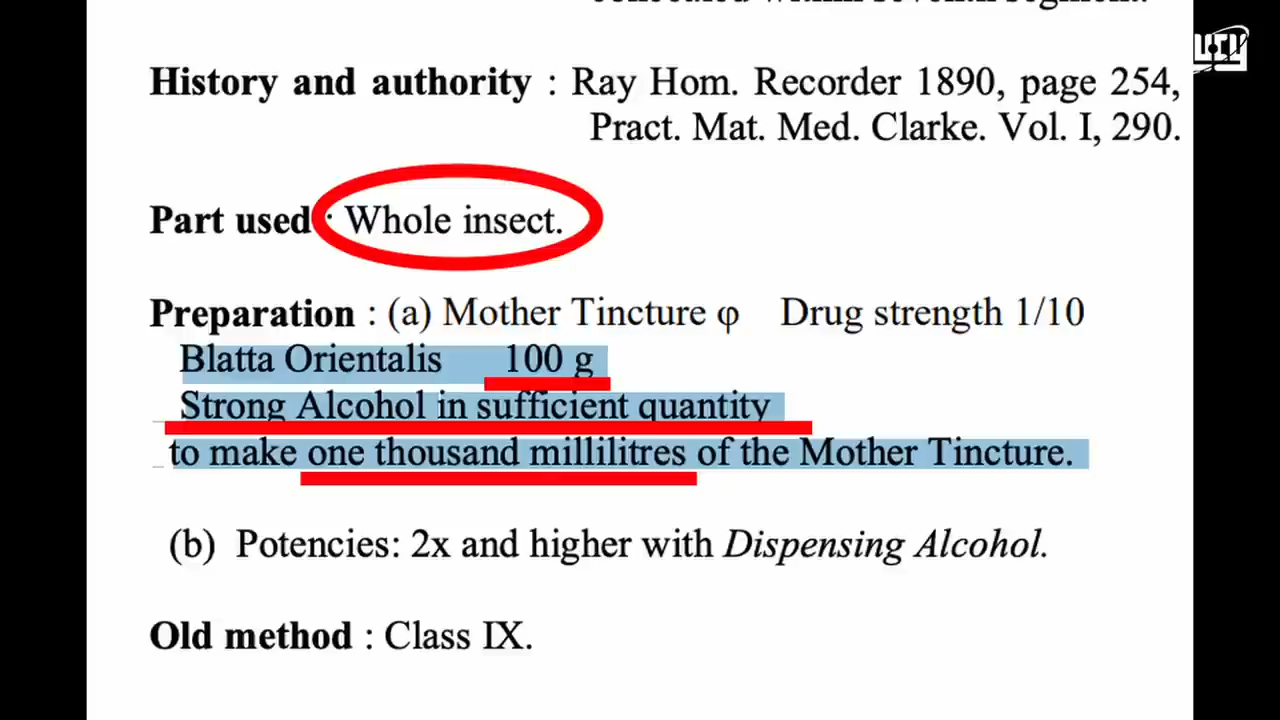 History and authority : Ray Hom. Recorder 1890, page 254,
Pract. Mat. Med. Clarke. Vol. I, 290.
Part used : Whole insect.
Preparation : (a) Mother Tincture φ Drug strength 1/10
Blatta Orientalis 100 g
Strong Alcohol in sufficient quantity
to make one thousand millilitres of the Mother Tincture.
(b) Potencies: 2x and higher with Dispensing Alcohol.
Old method : Class IX.